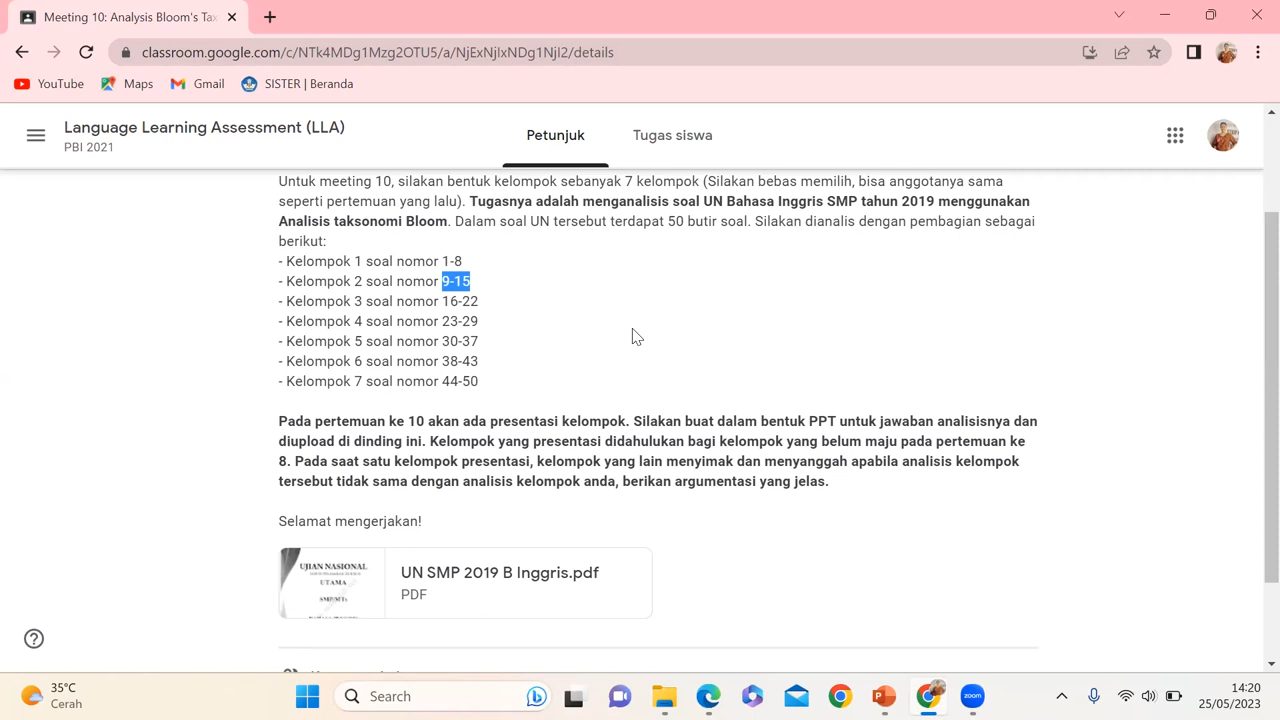 Meeting 10: Analysis Bloom's Tax
classroom.google.com/c/NTk4MDg1Mzg2OTU5/a/NjExNjIxNDg1NjI2/details
YouTube Maps Gmail SISTER | Beranda
Language Learning Assessment (LLA)
PBI 2021
Petunjuk Tugas siswa
Untuk meeting 10, silakan bentuk kelompok sebanyak 7 kelompok (Silakan bebas memilih, bisa anggotanya sama
seperti pertemuan yang lalu). Tugasnya adalah menganalisis soal UN Bahasa Inggris SMP tahun 2019 menggunakan
Analisis taksonomi Bloom. Dalam soal UN tersebut terdapat 50 butir soal. Silakan dianalisis dengan pembagian sebagai
berikut:
- Kelompok 1 soal nomor 1-8
- Kelompok 2 soal nomor 9-15
- Kelompok 3 soal nomor 16-22
- Kelompok 4 soal nomor 23-29
- Kelompok 5 soal nomor 30-37
- Kelompok 6 soal nomor 38-43
- Kelompok 7 soal nomor 44-50
Pada pertemuan ke 10 akan ada presentasi kelompok. Silakan buat dalam bentuk PPT untuk jawaban analisisnya dan
diupload di dinding ini. Kelompok yang presentasi didahulukan bagi kelompok yang belum maju pada pertemuan ke
8. Pada saat satu kelompok presentasi, kelompok yang lain menyimak dan menyanggah apabila analisis kelompok
tersebut tidak sama dengan analisis kelompok anda, berikan argumentasi yang jelas.
Selamat mengerjakan!
UJIAN NASIONAL
UTAMA
SMP/MTs
UN SMP 2019 B Inggris.pdf
PDF
35°C
Cerah
Search
zoom
14:20
25/05/2023